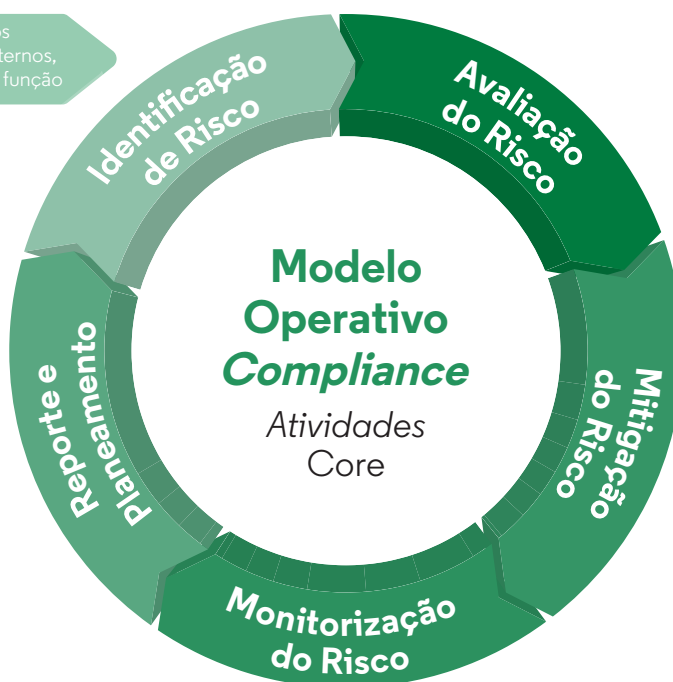 os
ternos,
função
Identificação
de Risco
Avaliação
do Risco
Mitigação
do Risco
Monitorização
do Risco
Reporte e
Planeamento
Modelo
Operativo
Compliance
Atividades
Core